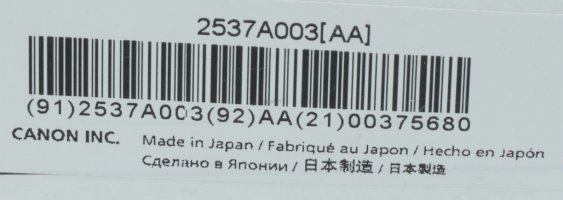 2537A003[AA]
(91)2537A003(92)AA(21)00375680
CANON INC. Made in Japan / Fabriqué au Japon / Hecho en Japón
Сделано в Японии / 日本制造 / 日本製造